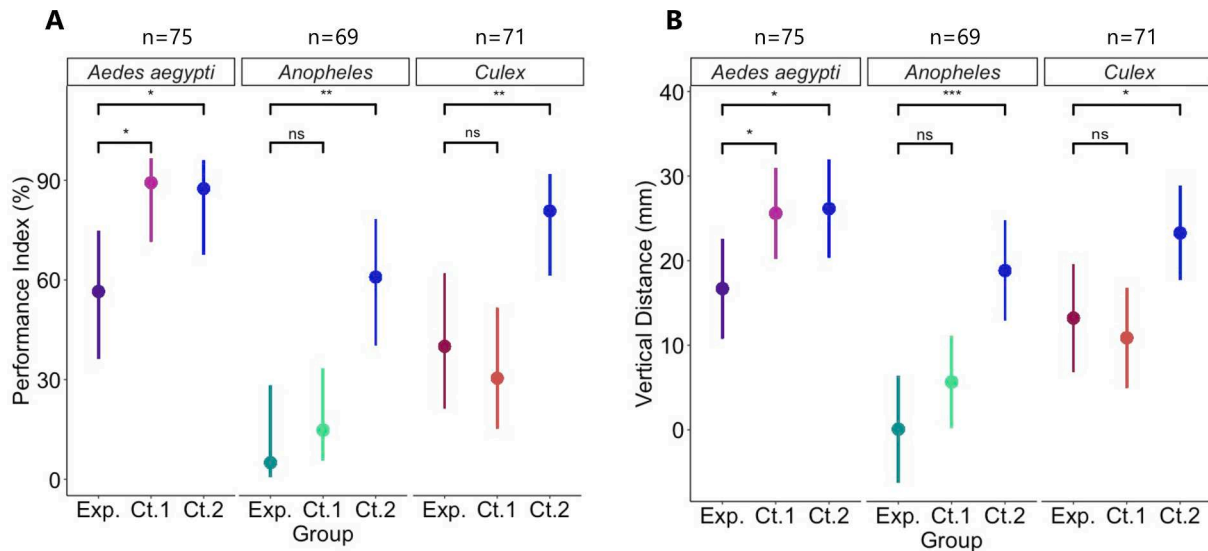 A
B
n=75 n=69 n=71
n=75 n=69 n=71
Aedes aegypti Anopheles Culex
Aedes aegypti Anopheles Culex
* ** **
* *** *
* ns ns
* ns ns
Performance Index (%)
90
60
30
0
Vertical Distance (mm)
40
30
20
10
0
Exp. Ct.1 Ct.2 Exp. Ct.1 Ct.2 Exp. Ct.1 Ct.2
Group
Exp. Ct.1 Ct.2 Exp. Ct.1 Ct.2 Exp. Ct.1 Ct.2
Group